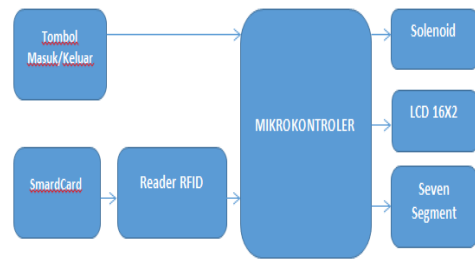 Tombol
Masuk/Keluar
SmardCard
Reader RFID
MIKROKONTROLER
Solenoid
LCD 16X2
Seven
Segment